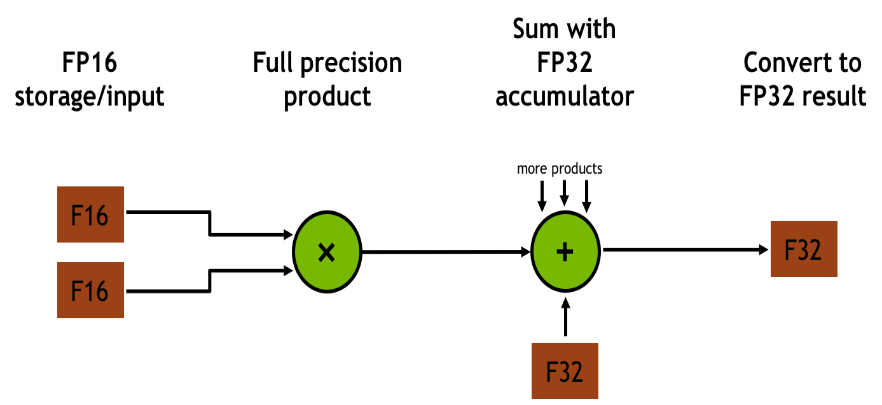 FP16
storage/input
Full precision
product
Sum with
FP32
accumulator
Convert to
FP32 result
more products
F16
F16
×
+
F32
F32